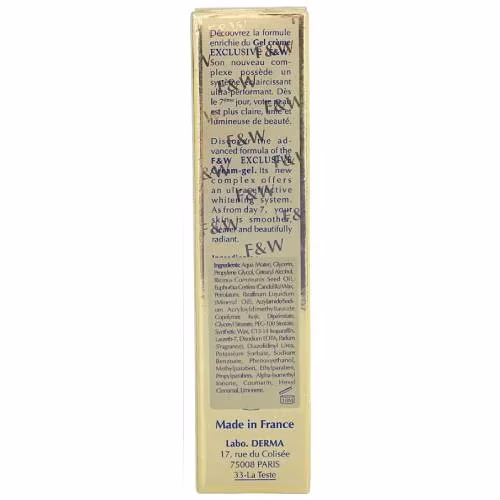 Découvrez la formule
enrichie du Gel crème
EXCLUSIVE F&W!
Son nouveau com-
plexe possède un
système éclaircissant
ultra-performant. Dès
le 7ème jour, votre peau
est plus claire, unie et
lumineuse de beauté.
Discover the ad-
vanced formula of the
F&W EXCLUSIVE
Cream-gel. Its new
complex offers
an ultra-effective
whitening system.
As from day 7, your
skin is smoother,
clearer and beautifully
radiant.
Ingredients: Aqua (Water), Glycerin,
Propylene Glycol, Cetearyl Alcohol,
Ricinus Communis Seed Oil,
Euphorbia Cerifera (Candelilla) Wax,
Petrolatum, Paraffinum Liquidum
(Mineral Oil), Acrylamide/Sodi-
um Acryloyldimethyltaurate
Copolymer, Kojic Dipalmitate,
Glyceryl Stearate, PEG-100 Stearate,
Synthetic Wax, C13-14 Isoparaffin,
Laureth-7, Disodium EDTA, Parfum
(Fragrance), Diazolidinyl Urea,
Potassium Sorbate, Sodium
Benzoate, Phenoxyethanol,
Methylparaben, Ethylparaben,
Propylparaben, Alpha-Isomethyl
Ionone, Coumarin, Hexyl
Cinnamal, Limonene.
Made in France
Labo. DERMA
17, rue du Colisée
75008 PARIS
33-La Teste